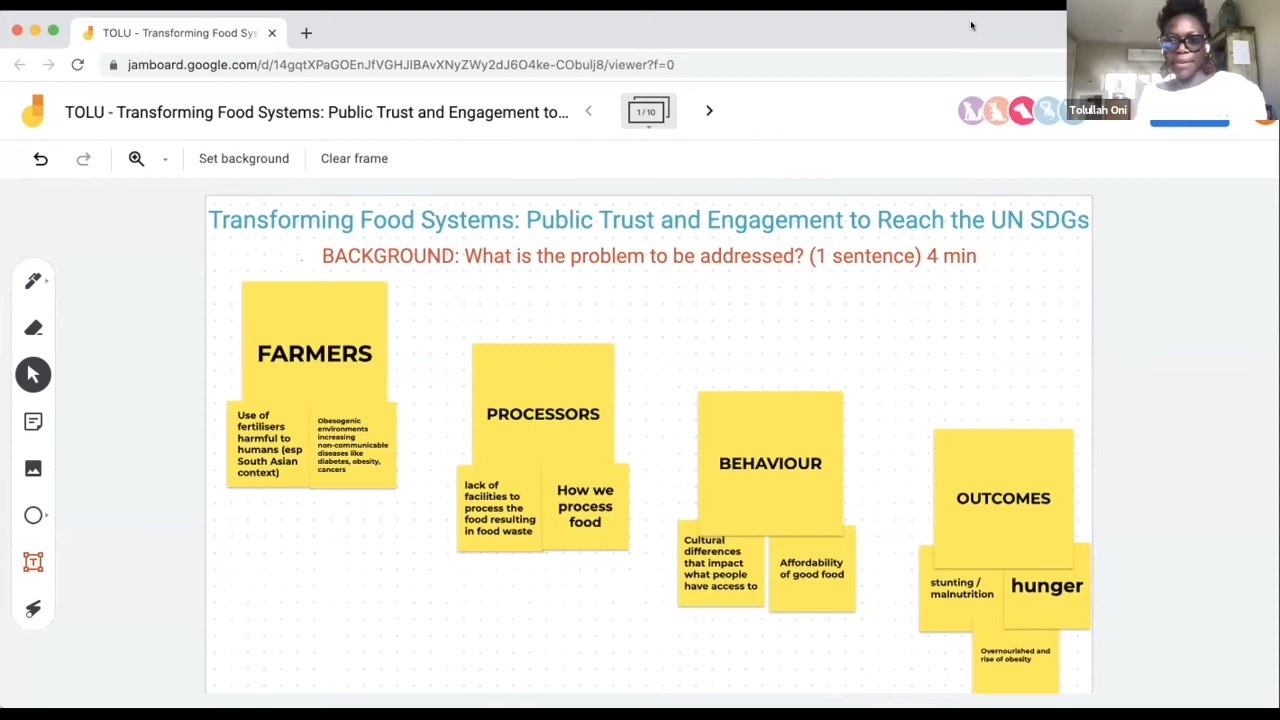 TOLU - Transforming Food Sys
jamboard.google.com/d/14gqtXPaGOEnJfVGHJIBAvXNyZWy2dJ6O4ke-CObulj8/viewer?f=0
TOLU - Transforming Food Systems: Public Trust and Engagement to...
1 / 10
Tolullah Oni
Set background
Clear frame
Transforming Food Systems: Public Trust and Engagement to Reach the UN SDGs
BACKGROUND: What is the problem to be addressed? (1 sentence) 4 min
FARMERS
Use of
fertilisers
harmful to
humans (esp
South Asian
context)
Obesogenic
environments
increasing
non-communicable
diseases like
diabetes, obesity,
cancers
PROCESSORS
lack of
facilities to
process the
food resulting
in food waste
How we
process
food
BEHAVIOUR
Cultural
differences
that impact
what people
have access to
Affordability
of good food
OUTCOMES
stunting /
malnutrition
hunger
Overnourished and
rise of obesity
T